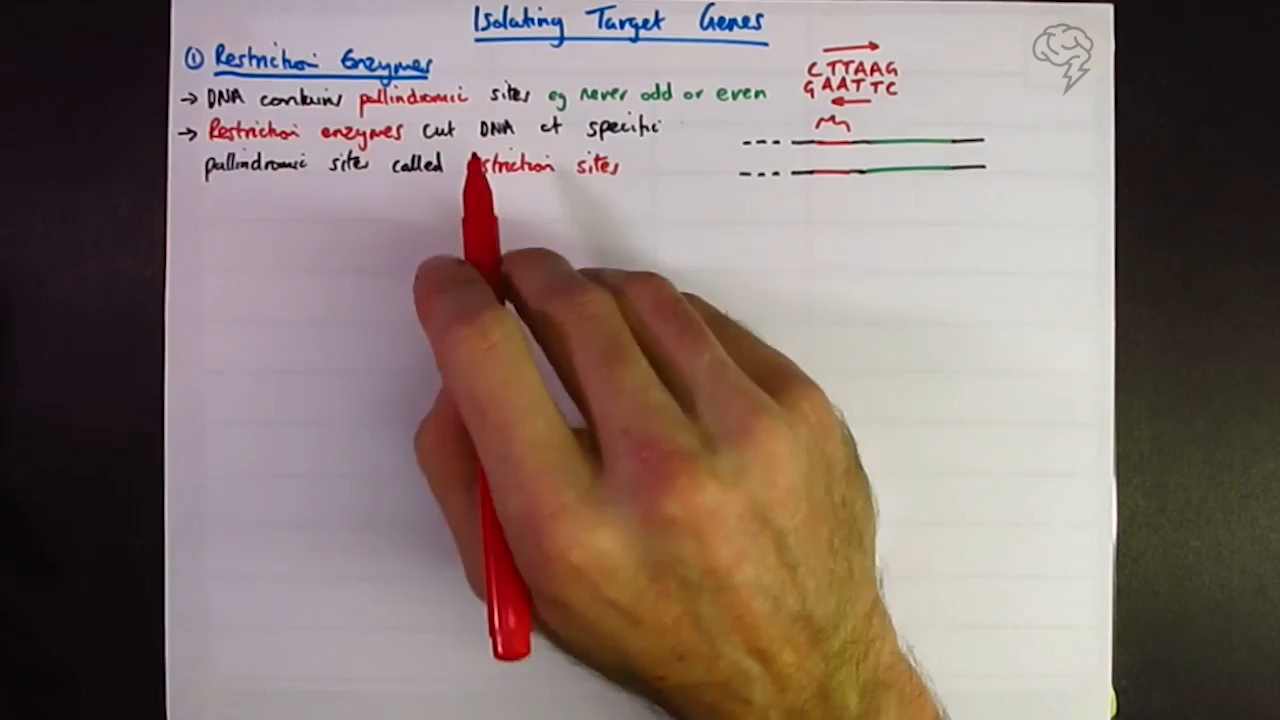 Isolating Target Genes
① Restriction Enzymes
→ DNA contains pallindromic sites eg never odd or even
→ Restriction enzymes cut DNA at specific
pallindromic sites called restriction sites
CTTAAG
GAATTC